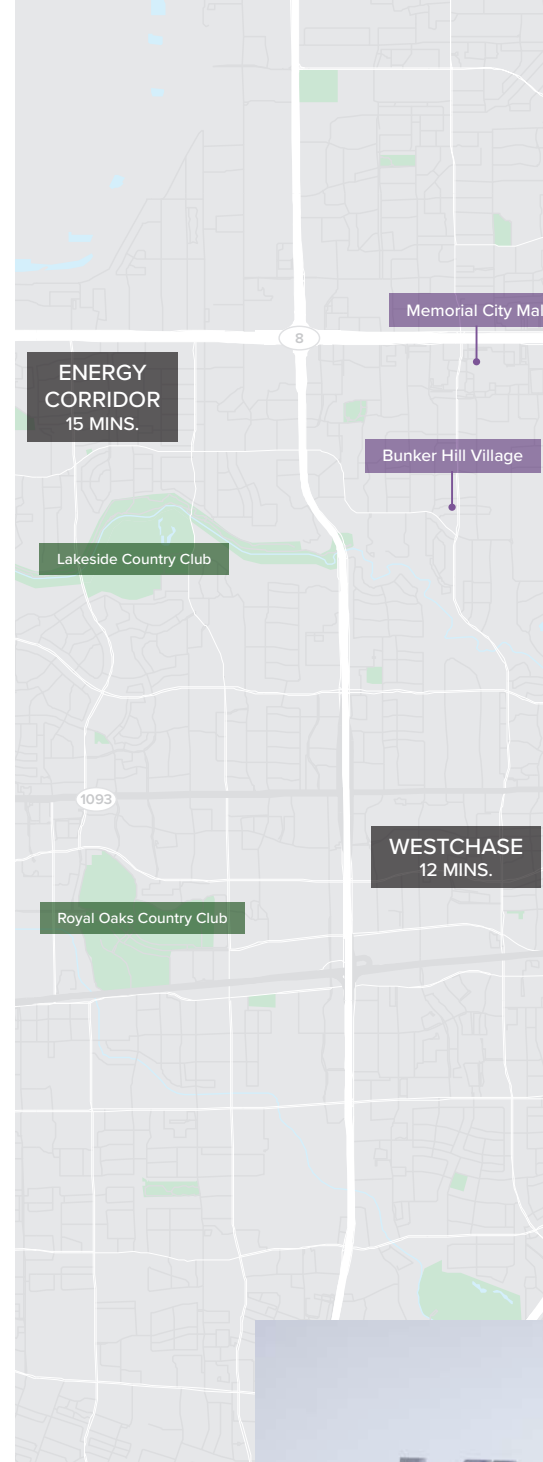 Memorial City Mal
8
ENERGY
CORRIDOR
15 MINS.
Bunker Hill Village
Lakeside Country Club
1093
WESTCHASE
12 MINS.
Royal Oaks Country Club